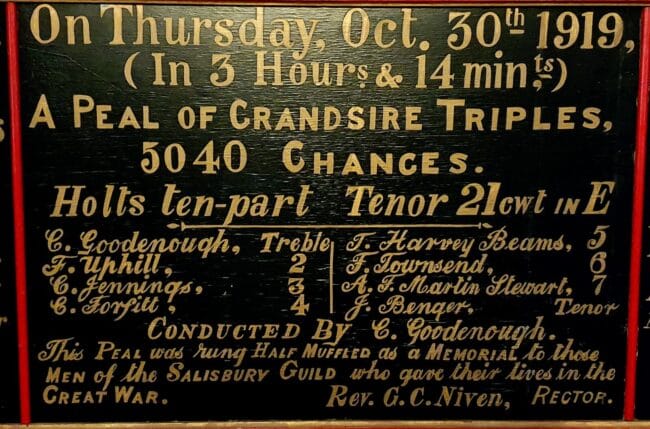 On Thursday, Oct. 30th 1919,
(In 3 Hours. & 14 mints.,)
A PEAL OF GRANDSIRE TRIPLES,
5040 CHANGES.
Holts ten-part Tenor 21cwt IN E
C. Goodenough, Treble
F. Uphill, 2
C. Jennings, 3
C. Forfitt, 4
T. Harvey Beams, 5
F. Townsend, 6
A. F. Martin Stewart, 7
J. Benger, Tenor
CONDUCTED By C. Goodenough.
This PEAL was rung HALF MUFFLED as a MEMORIAL to those
MEN of the SALISBURY GUILD who gave their lives in the
GREAT WAR. Rev. G. C. Niven, RECTOR.